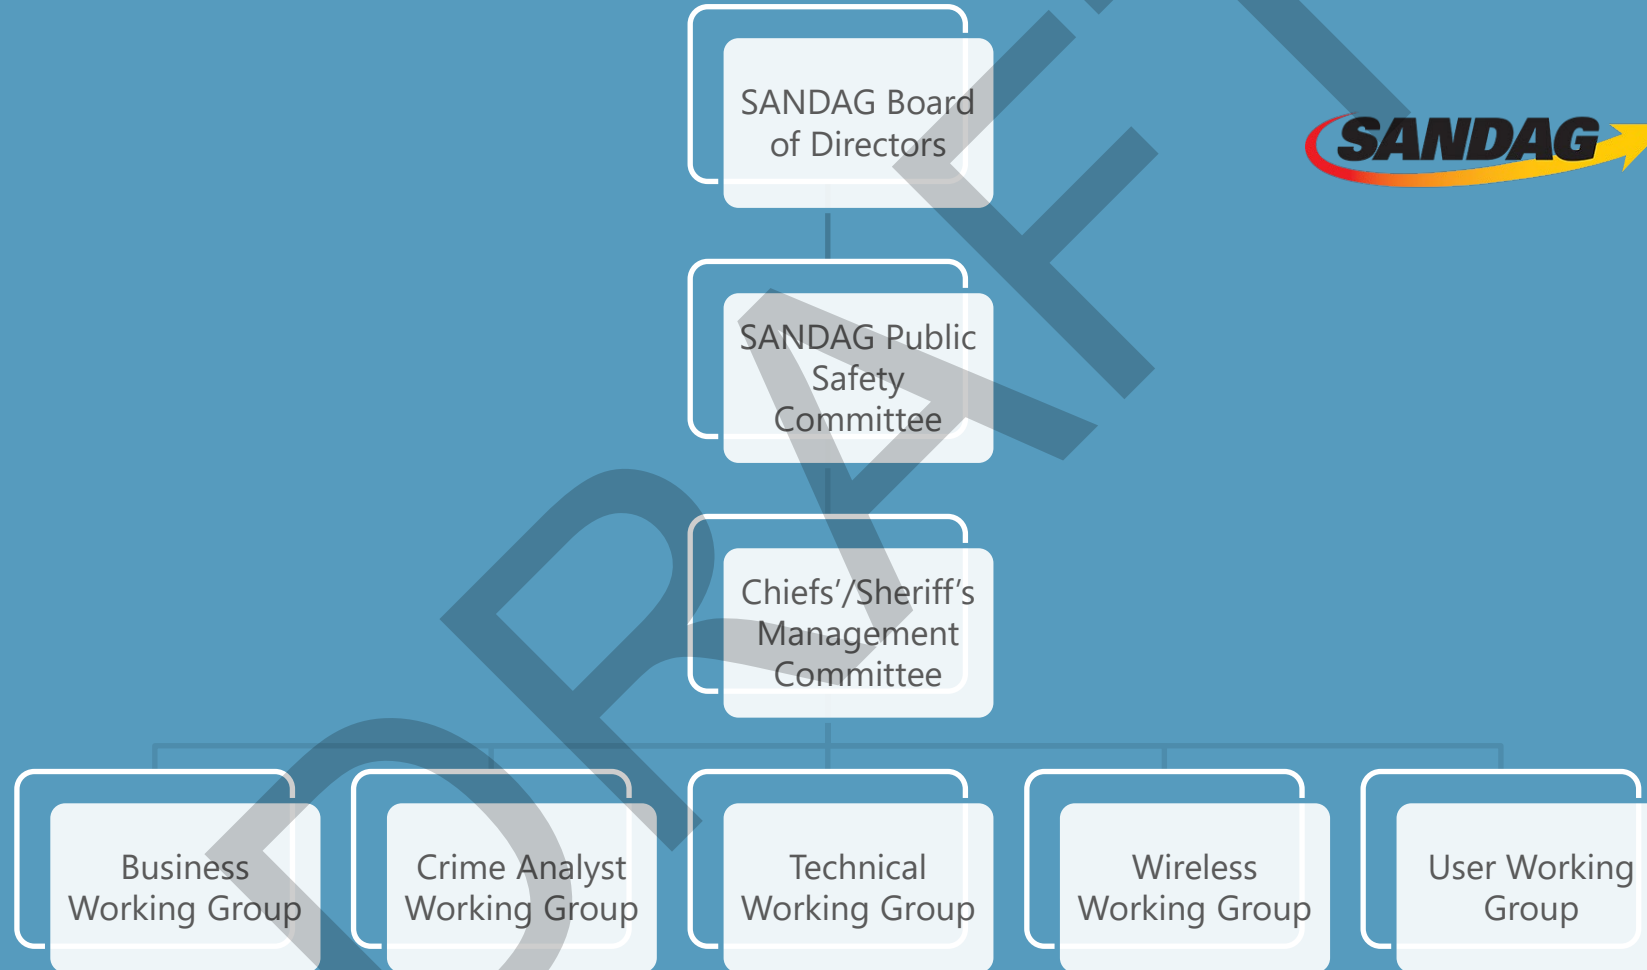 SANDAG Board
of Directors
SANDAG
SANDAG Public
Safety
Committee
Chiefs’/Sheriff’s
Management
Committee
Business
Working Group
Crime Analyst
Working Group
Technical
Working Group
Wireless
Working Group
User Working
Group
DRAFT